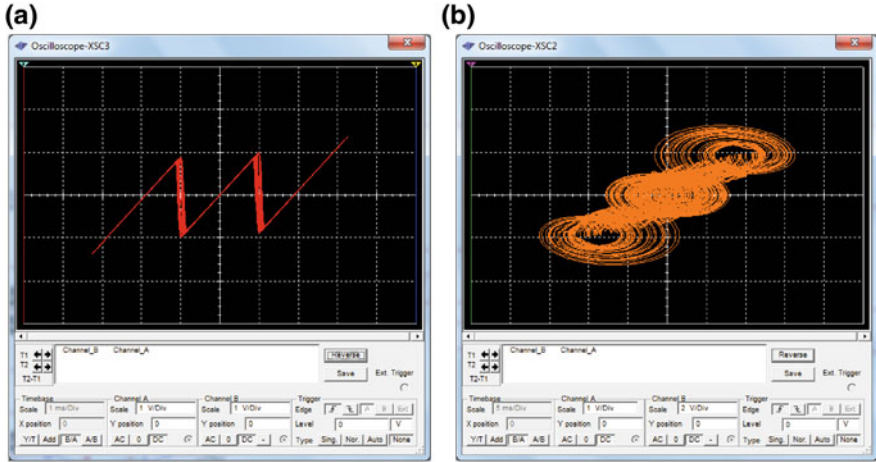 (a)
(b)
Oscilloscope-XSC3
T1
T2
T2-T1
Channel_B Channel_A
Reverse
Save
Ext. Trigger
Timebase
Scale 1 ms/Div
X position 0
Y/T Add B/A A/B
Channel A
Scale 1 V/Div
Y position 0
AC 0 DC
Channel B
Scale 1 V/Div
Y position 0
AC 0 DC -
Trigger
Edge A B Ext
Level 0 V
Type Sing. Nor. Auto None
Oscilloscope-XSC2
T1
T2
T2-T1
Channel_B Channel_A
Reverse
Save
Ext. Trigger
Timebase
Scale 5 ms/Div
X position 0
Y/T Add B/A A/B
Channel A
Scale 1 V/Div
Y position 0
AC 0 DC
Channel B
Scale 2 V/Div
Y position 0
AC 0 DC -
Trigger
Edge A B Ext
Level 0 V
Type Sing. Nor. Auto None